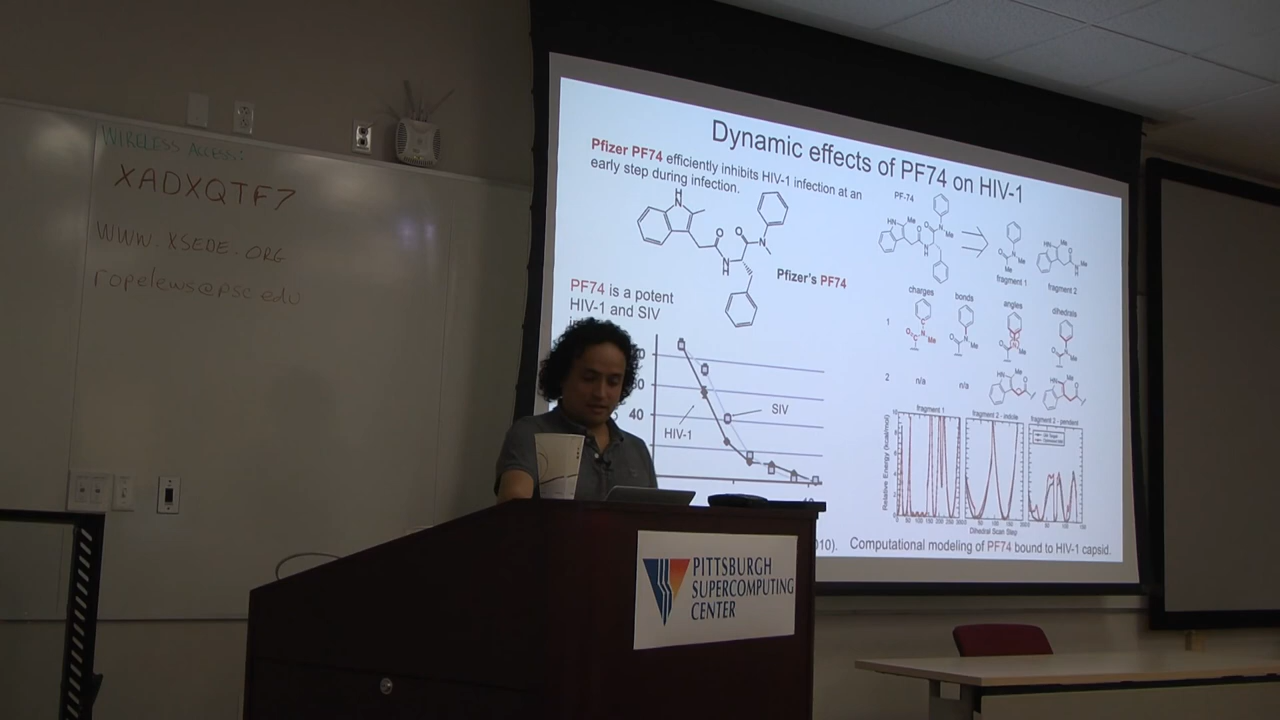 WIRELESS ACCESS:
XADXQTF7
WWW.XSEDE.ORG
ropelews@psc.edu
Dynamic effects of PF74 on HIV-1
Pfizer PF74 efficiently inhibits HIV-1 infection at an
early step during infection.
Pfizer's PF74
PF74 is a potent
HIV-1 and SIV
40
HIV-1
SIV
PF-74
fragment 1
fragment 2
charges
bonds
angles
dihedrals
1
2
n/a
n/a
fragment 1
fragment 2 - indole
fragment 2 - pendant
Relative Energy (kcal/mol)
Dihedral Scan Step
010).
Computational modeling of PF74 bound to HIV-1 capsid.
PITTSBURGH
SUPERCOMPUTING
CENTER